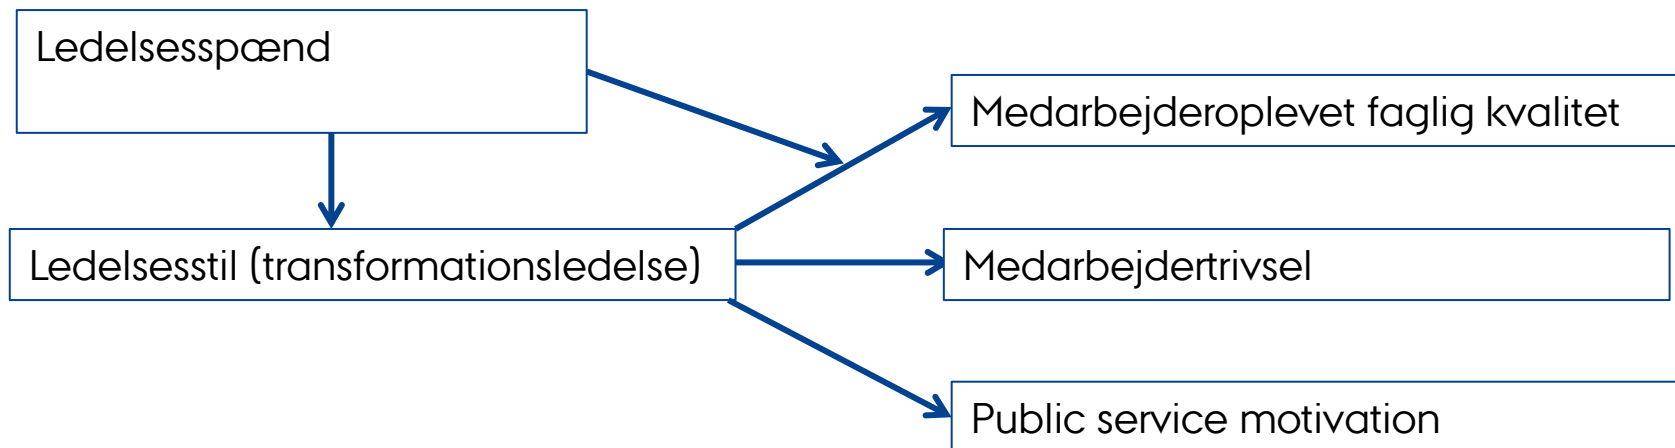 Ledelsesspænd
Medarbejderoplevet faglig kvalitet
Ledelsesstil (transformationsledelse)
Medarbejdertrivsel
Public service motivation